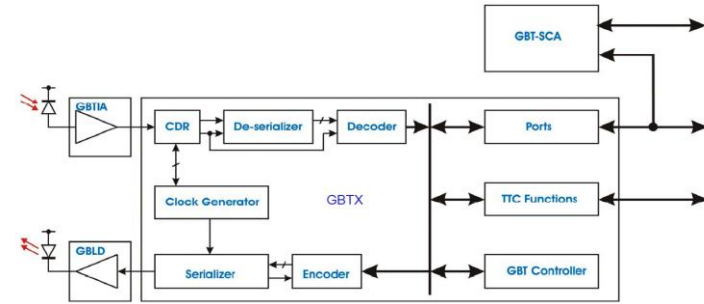 GBT-SCA
GBTIA
CDR
De-serializer
Decoder
Ports
Clock Generator
GBTX
TTC Functions
GBLD
Serializer
Encoder
GBT Controller